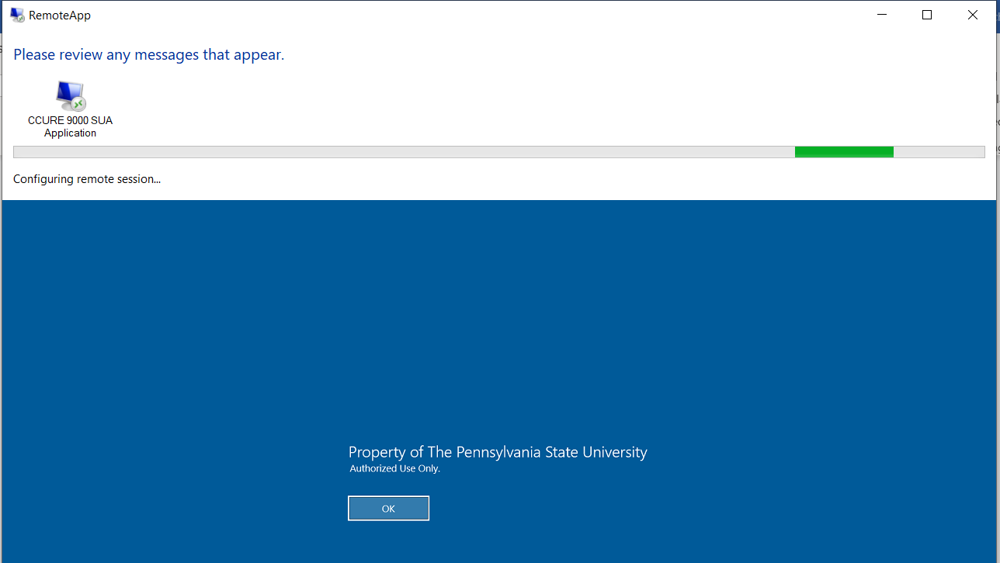 RemoteApp
Please review any messages that appear.
CCURE 9000 SUA
Application
Configuring remote session...
Property of The Pennsylvania State University
Authorized Use Only.
OK